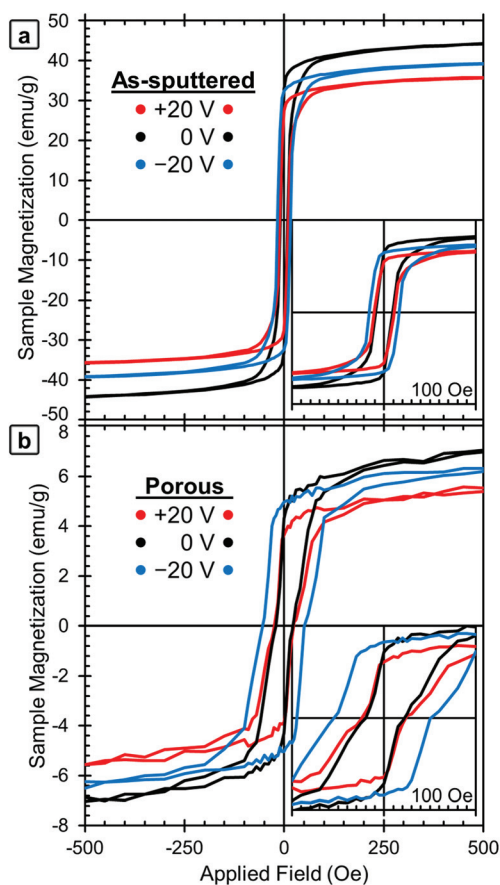 a
50
40
30
20
10
0
-10
-20
-30
-40
-50
Sample Magnetization (emu/g)
As-sputtered
+20 V
0 V
−20 V
100 Oe
b
8
6
4
2
0
-2
-4
-6
-8
Sample Magnetization (emu/g)
Porous
+20 V
0 V
−20 V
100 Oe
-500 -250 0 250 500
Applied Field (Oe)